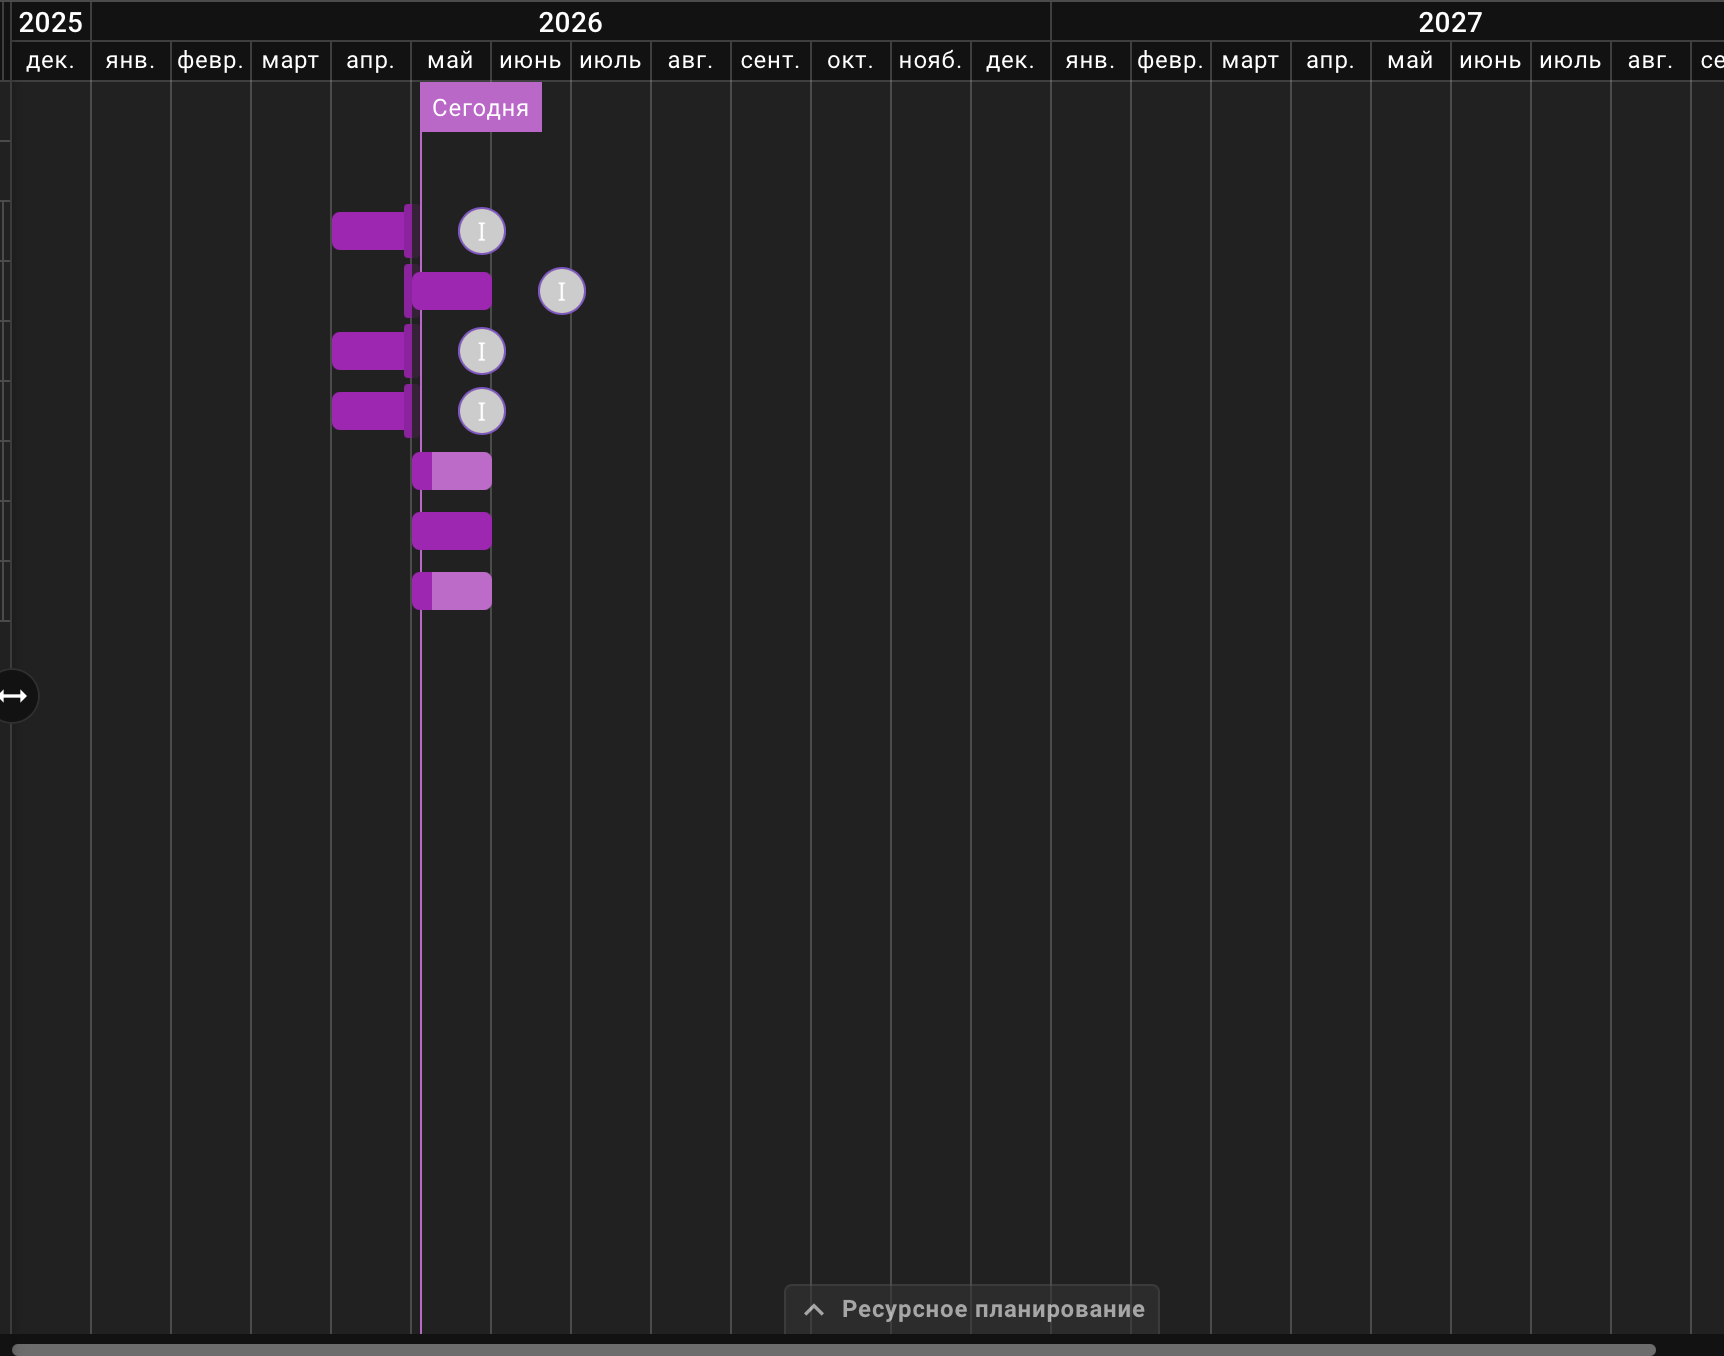 2025 2026 2027
дек. янв. февр. март апр. май июнь июль авг. сент. окт. нояб. дек. янв. февр. март апр. май июнь июль авг. се
Сегодня
I
I
I
I
Ресурсное планирование